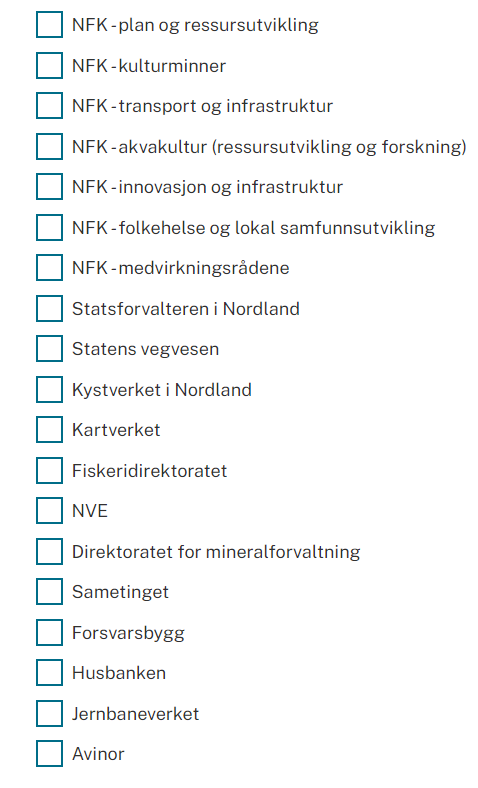 NFK - plan og ressursutvikling
NFK - kulturminner
NFK - transport og infrastruktur
NFK - akvakultur (ressursutvikling og forskning)
NFK - innovasjon og infrastruktur
NFK - folkehelse og lokal samfunnsutvikling
NFK - medvirkningsrådene
Statsforvalteren i Nordland
Statens vegvesen
Kystverket i Nordland
Kartverket
Fiskeridirektoratet
NVE
Direktoratet for mineralforvaltning
Sametinget
Forsvarsbygg
Husbanken
Jernbaneverket
Avinor